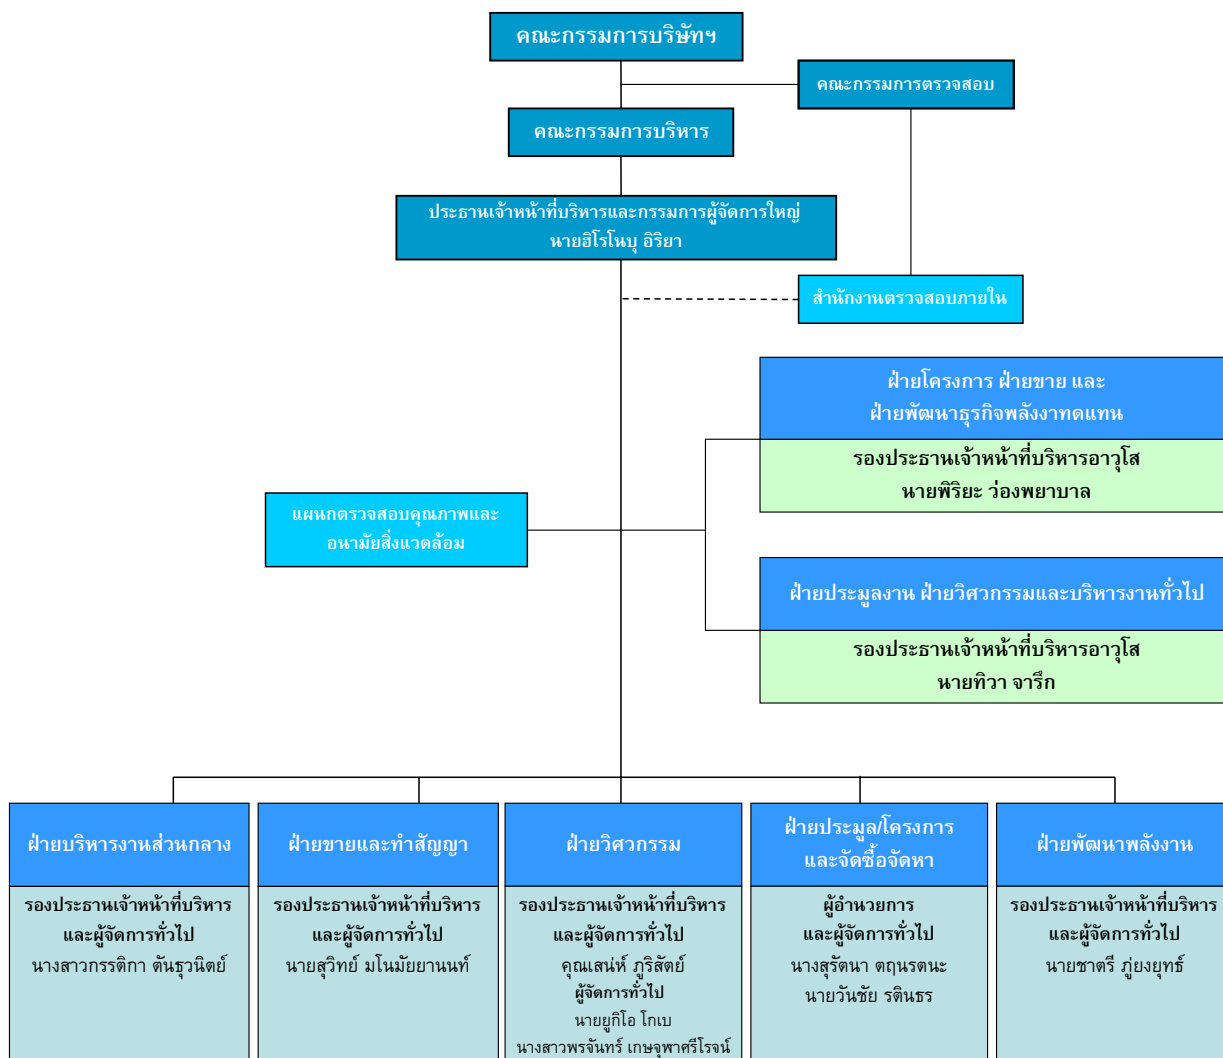 คณะกรรมการบริษัทฯ
คณะกรรมการตรวจสอบ
คณะกรรมการบริหาร
ประธานเจ้าหน้าที่บริหารและกรรมการผู้จัดการใหญ่
นายฮิโรโนบุ อิริยา
สำนักงานตรวจสอบภายใน
ฝ่ายโครงการ ฝ่ายขาย และ
ฝ่ายพัฒนาธุรกิจพลังงาทดแทน
รองประธานเจ้าหน้าที่บริหารอาวุโส
นายพิริยะ ว่องพยาบาล
แผนกตรวจสอบคุณภาพและ
อนามัยสิ่งแวดล้อม
ฝ่ายประมูลงาน ฝ่ายวิศวกรรมและบริหารงานทั่วไป
รองประธานเจ้าหน้าที่บริหารอาวุโส
นายทิวา จารึก
ฝ่ายบริหารงานส่วนกลาง
รองประธานเจ้าหน้าที่บริหาร
และผู้จัดการทั่วไป
นางสาวกรรติกา ตันธุวนิตย์
ฝ่ายขายและทำสัญญา
รองประธานเจ้าหน้าที่บริหาร
และผู้จัดการทั่วไป
นายสุวิทย์ มโนมัยยานนท์
ฝ่ายวิศวกรรม
รองประธานเจ้าหน้าที่บริหาร
และผู้จัดการทั่วไป
คุณเสน่ห์ ภูริสัตย์
ผู้จัดการทั่วไป
นายยูกิโอ โกเบ
นางสาวพรจันทร์ เกษจุฬาศรีโรจน์
ฝ่ายประมูล/โครงการ
และจัดซื้อจัดหา
ผู้อำนวยการ
และผู้จัดการทั่วไป
นางสุรัตนา ตฤณรตนะ
นายวันชัย รตินธร
ฝ่ายพัฒนาพลังงาน
รองประธานเจ้าหน้าที่บริหาร
และผู้จัดการทั่วไป
นายชาตรี ภู่ยงยุทธ์